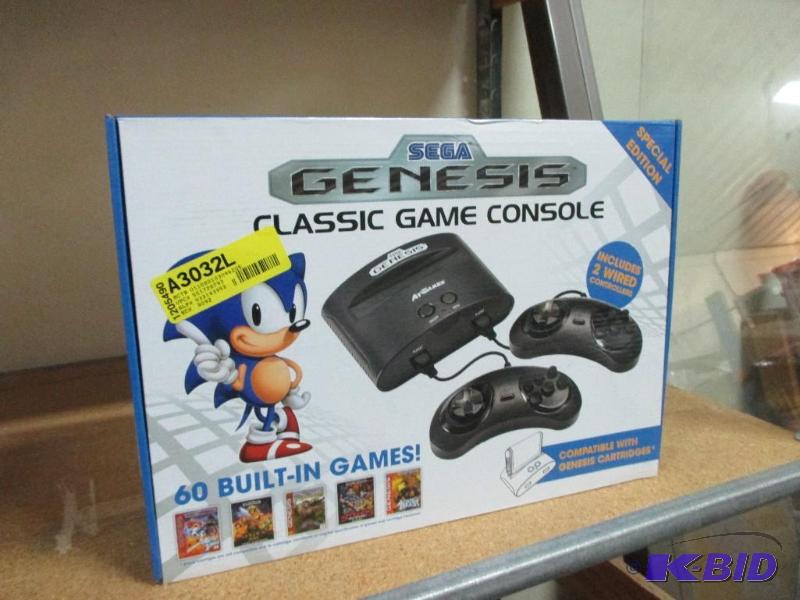 SEGA
GENESIS
CLASSIC GAME CONSOLE
SPECIAL
EDITION
A3032L
1205490
GENESIS
AtGames
INCLUDES
2 WIRED
CONTROLLERS
COMPATIBLE WITH
GENESIS CARTRIDGES*
60 BUILT-IN GAMES!
K-BID